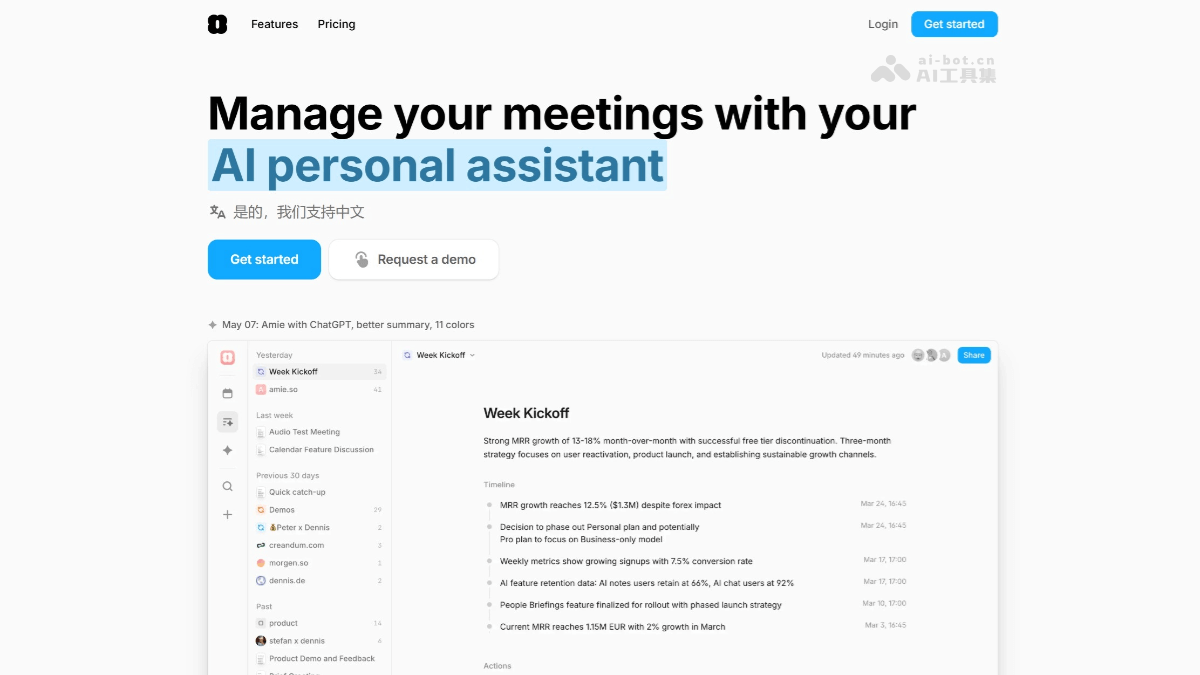 Features
Pricing
Login
Get started
ai-bot.cn
AI工具集
Manage your meetings with your
AI personal assistant
是的，我们支持中文
Get started
Request a demo
May 07: Amie with ChatGPT, better summary, 11 colors
Yesterday
Week Kickoff 34
amie.so 41
Last week
Audio Test Meeting
Calendar Feature Discussion
Previous 30 days
Quick catch-up
Demos 29
💰Peter x Dennis 2
creandum.com 3
morgen.so 1
dennis.de 2
Past
product 14
stefan x dennis 6
Product Demo and Feedback
Week Kickoff
Updated 49 minutes ago
Share
Week Kickoff
Strong MRR growth of 13-18% month-over-month with successful free tier discontinuation. Three-month
strategy focuses on user reactivation, product launch, and establishing sustainable growth channels.
Timeline
MRR growth reaches 12.5% ($1.3M) despite forex impact Mar 24, 16:45
Decision to phase out Personal plan and potentially Mar 24, 16:45
Pro plan to focus on Business-only model
Weekly metrics show growing signups with 7.5% conversion rate Mar 17, 17:00
AI feature retention data: AI notes users retain at 66%, AI chat users at 92% Mar 17, 17:00
People Briefings feature finalized for rollout with phased launch strategy Mar 10, 17:00
Current MRR reaches 1.15M EUR with 2% growth in March Mar 3, 16:45
Actions